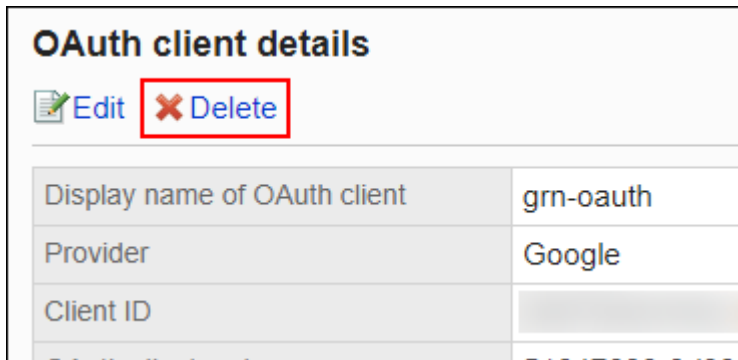 OAuth client details
Edit Delete
Display name of OAuth client grn-oauth
Provider Google
Client ID